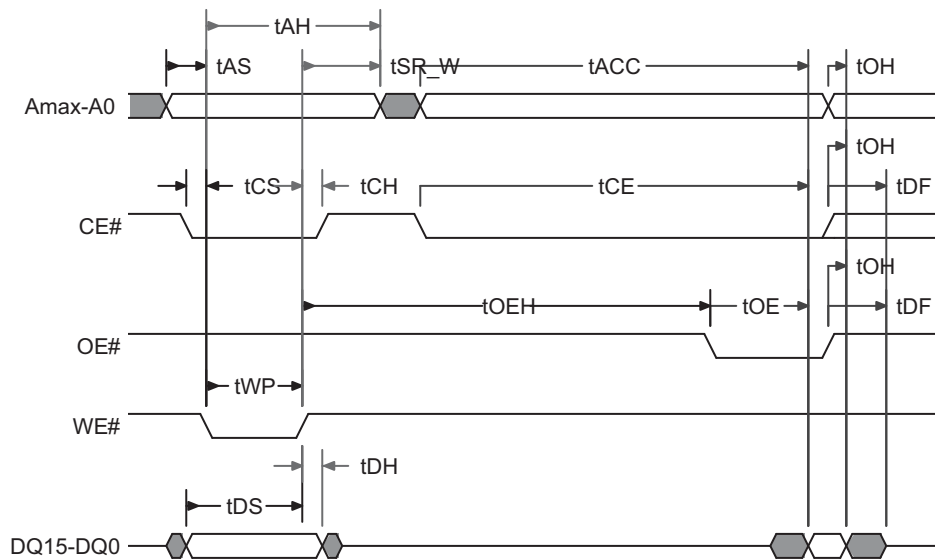 tAH
tAS tSR_W tACC tOH
Amax-A0
tOH
tCS tCH tCE tDF
CE#
tOH
tOEH tOE tDF
OE#
tWP
WE#
tDH
tDS
DQ15-DQ0